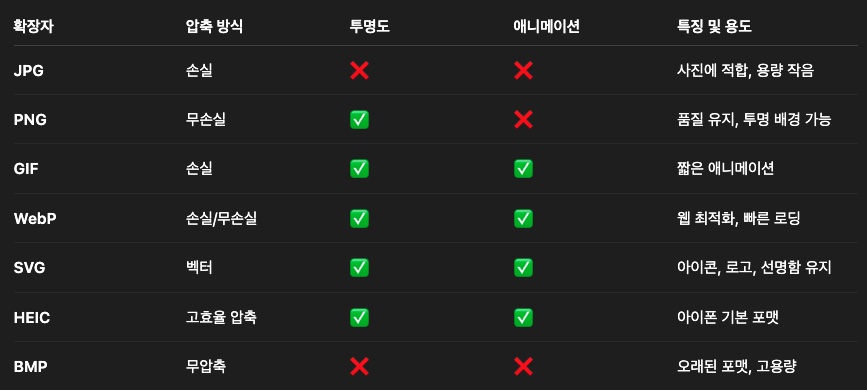 확장자 압축 방식 투명도 애니메이션 특징 및 용도
JPG 손실 ❌ ❌ 사진에 적합, 용량 작음
PNG 무손실 ✅ ❌ 품질 유지, 투명 배경 가능
GIF 손실 ✅ ✅ 짧은 애니메이션
WebP 손실/무손실 ✅ ✅ 웹 최적화, 빠른 로딩
SVG 벡터 ✅ ✅ 아이콘, 로고, 선명함 유지
HEIC 고효율 압축 ✅ ✅ 아이폰 기본 포맷
BMP 무압축 ❌ ❌ 오래된 포맷, 고용량